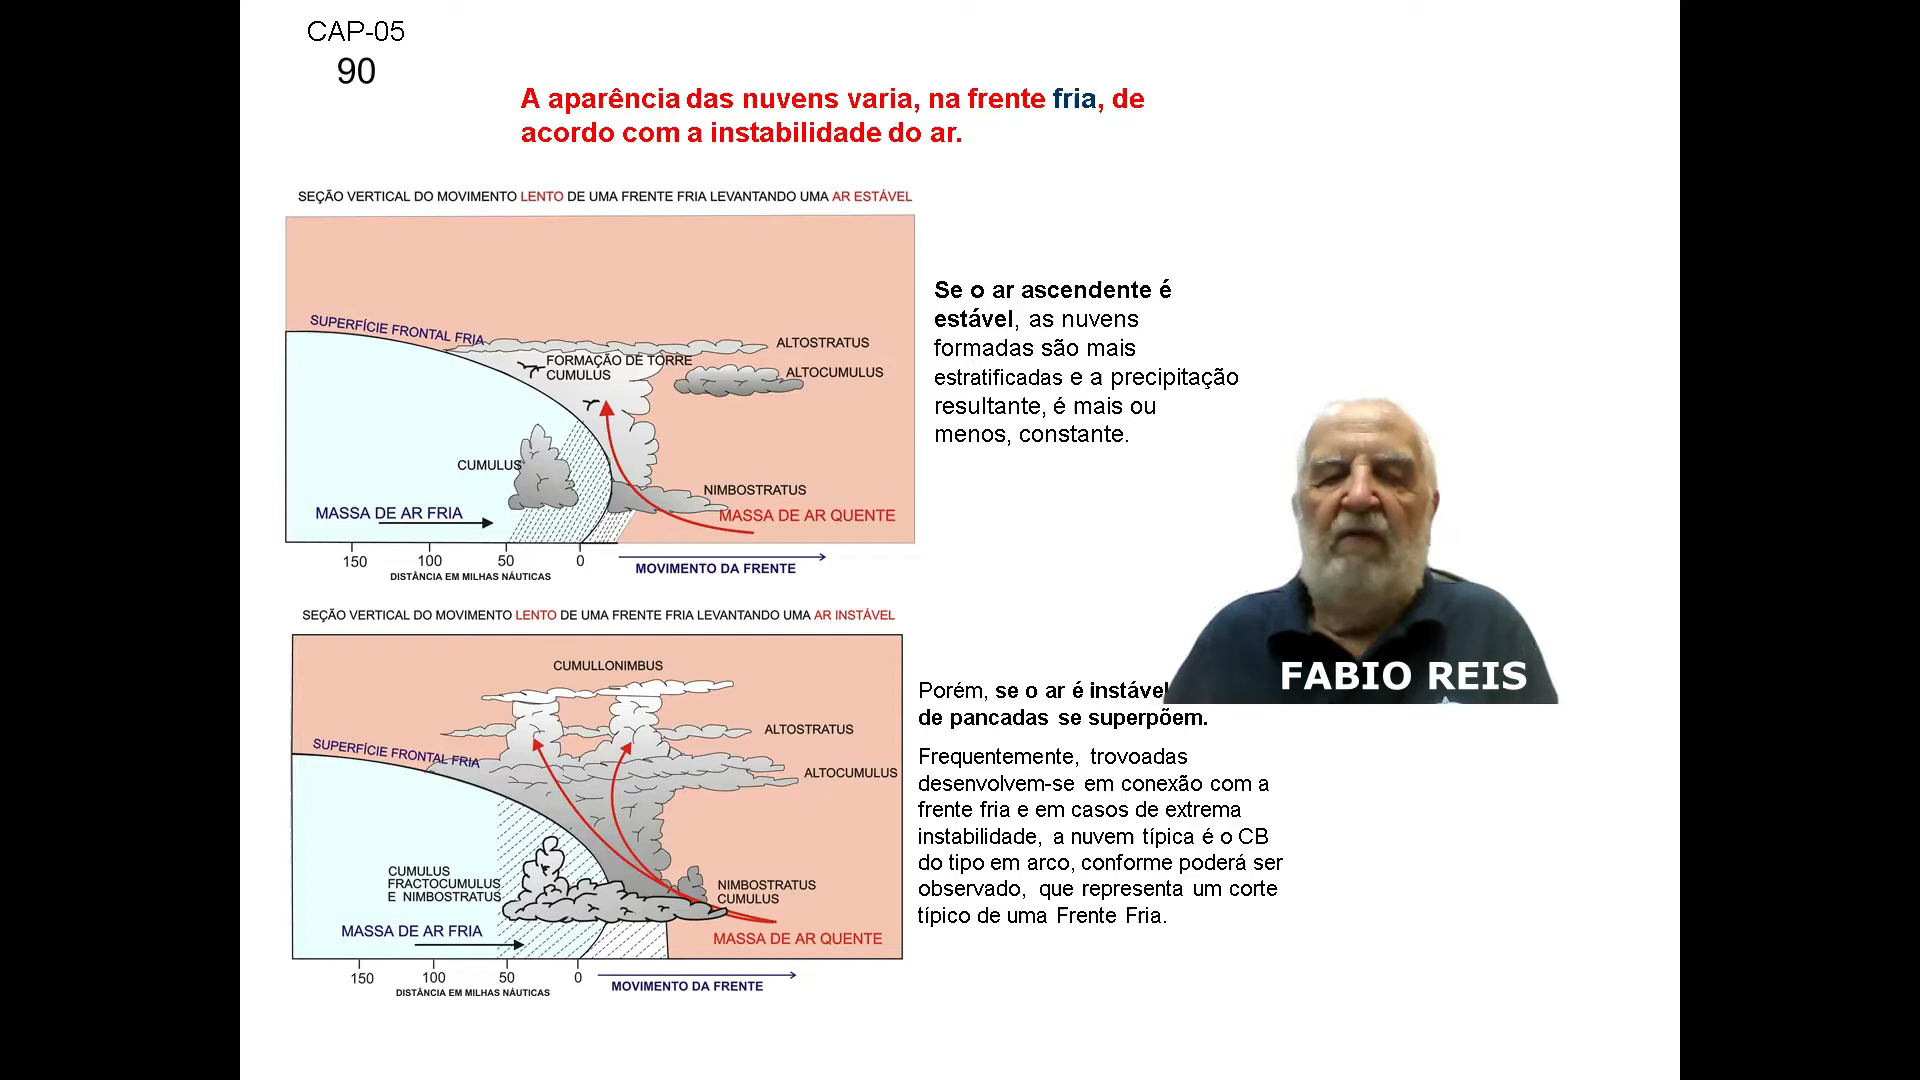 CAP-05
90
A aparência das nuvens varia, na frente fria, de
acordo com a instabilidade do ar.
SEÇÃO VERTICAL DO MOVIMENTO LENTO DE UMA FRENTE FRIA LEVANTANDO UMA AR ESTÁVEL
SUPERFÍCIE FRONTAL FRIA
ALTOSTRATUS
FORMAÇÃO DE TORRE
CUMULUS
ALTOCUMULUS
CUMULUS
NIMBOSTRATUS
MASSA DE AR FRIA
MASSA DE AR QUENTE
150 100 50 0
DISTÂNCIA EM MILHAS NÁUTICAS
MOVIMENTO DA FRENTE
Se o ar ascendente é
estável, as nuvens
formadas são mais
estratificadas e a precipitação
resultante, é mais ou
menos, constante.
SEÇÃO VERTICAL DO MOVIMENTO LENTO DE UMA FRENTE FRIA LEVANTANDO UMA AR INSTÁVEL
CUMULLONIMBUS
ALTOSTRATUS
SUPERFÍCIE FRONTAL FRIA
ALTOCUMULUS
CUMULUS
FRACTOCUMULUS
E NIMBOSTRATUS
NIMBOSTRATUS
CUMULUS
MASSA DE AR FRIA
MASSA DE AR QUENTE
150 100 50 0
DISTÂNCIA EM MILHAS NÁUTICAS
MOVIMENTO DA FRENTE
Porém, se o ar é instável
de pancadas se superpõem.
Frequentemente, trovoadas
desenvolvem-se em conexão com a
frente fria e em casos de extrema
instabilidade, a nuvem típica é o CB
do tipo em arco, conforme poderá ser
observado, que representa um corte
típico de uma Frente Fria.
FABIO REIS